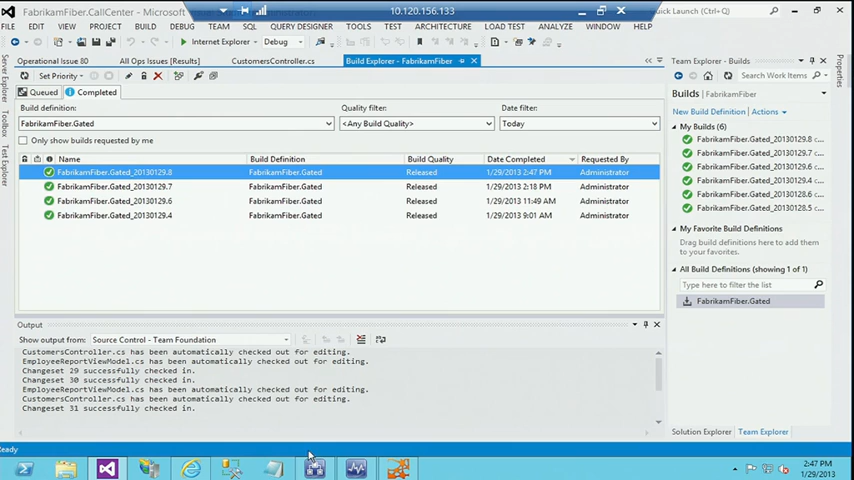 FabrikamFiber.CallCenter - Microsoft
10.120.156.133
Quick Launch (Ctrl+Q)
FILE EDIT VIEW PROJECT BUILD DEBUG TEAM SQL QUERY DESIGNER TOOLS TEST ARCHITECTURE LOAD TEST ANALYZE WINDOW HELP
Internet Explorer Debug
Operational Issue 80 All Ops Issues [Results] CustomersController.cs Build Explorer - FabrikamFiber
Set Priority
Queued Completed
Build definition: Quality filter: Date filter:
FabrikamFiber.Gated <Any Build Quality> Today
Only show builds requested by me
Name Build Definition Build Quality Date Completed Requested By
FabrikamFiber.Gated_20130129.8 FabrikamFiber.Gated Released 1/29/2013 2:47 PM Administrator
FabrikamFiber.Gated_20130129.7 FabrikamFiber.Gated Released 1/29/2013 2:18 PM Administrator
FabrikamFiber.Gated_20130129.6 FabrikamFiber.Gated Released 1/29/2013 11:49 AM Administrator
FabrikamFiber.Gated_20130129.4 FabrikamFiber.Gated Released 1/29/2013 9:01 AM Administrator
Output
Show output from: Source Control - Team Foundation
CustomersController.cs has been automatically checked out for editing.
EmployeeReportViewModel.cs has been automatically checked out for editing.
Changeset 29 successfully checked in.
Changeset 30 successfully checked in.
EmployeeReportViewModel.cs has been automatically checked out for editing.
CustomersController.cs has been automatically checked out for editing.
Changeset 31 successfully checked in.
Server Explorer
Toolbox
Test Explorer
Team Explorer - Builds
Search Work Items
Builds | FabrikamFiber
New Build Definition | Actions
My Builds (6)
FabrikamFiber.Gated_20130129.8 c...
FabrikamFiber.Gated_20130129.7 c...
FabrikamFiber.Gated_20130129.6 c...
FabrikamFiber.Gated_20130129.4 c...
FabrikamFiber.Gated_20130128.6 c...
FabrikamFiber.Gated_20130128.5 c...
My Favorite Build Definitions
Drag build definitions here to add them
to your favorites.
All Build Definitions (showing 1 of 1)
Type here to filter the list
FabrikamFiber.Gated
Solution Explorer Team Explorer
Properties
Ready
2:47 PM
1/29/2013